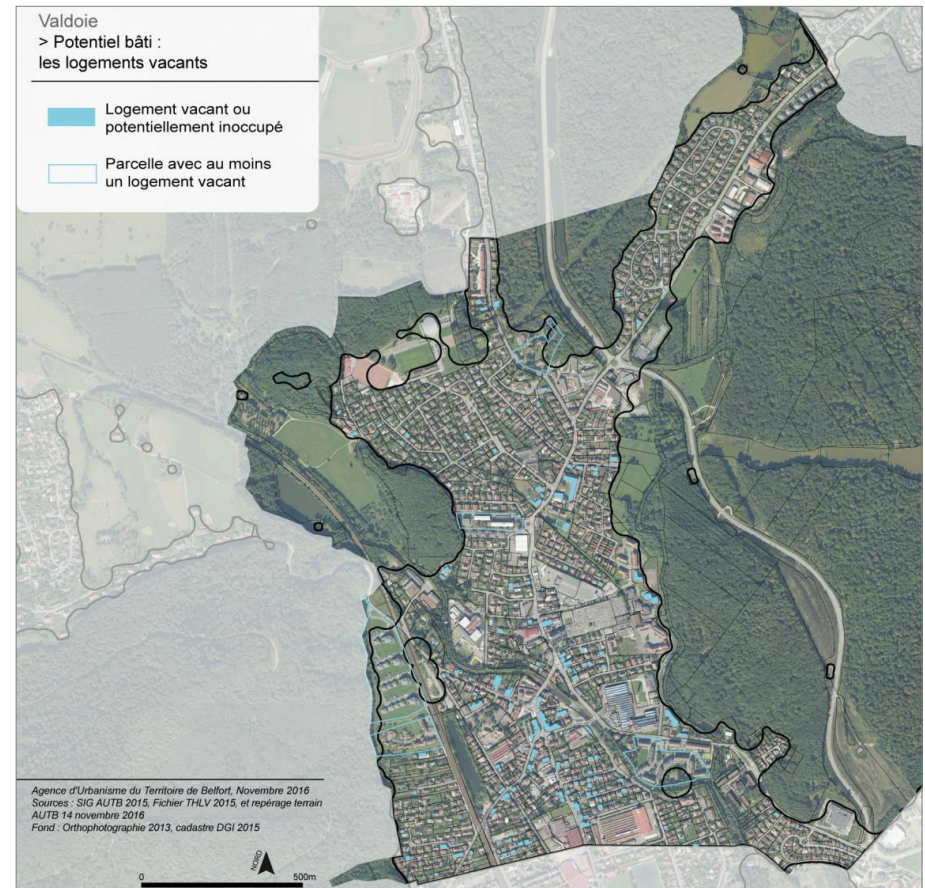 Valdoie
> Potentiel bâti :
les logements vacants
Logement vacant ou
potentiellement inoccupé
Parcelle avec au moins
un logement vacant
Agence d'Urbanisme du Territoire de Belfort, Novembre 2016
Sources : SIG AUTB 2015, Fichier THLV 2015, et repérage terrain
AUTB 14 novembre 2016
Fond : Orthophotographie 2013, cadastre DGI 2015
NORD
0 500m